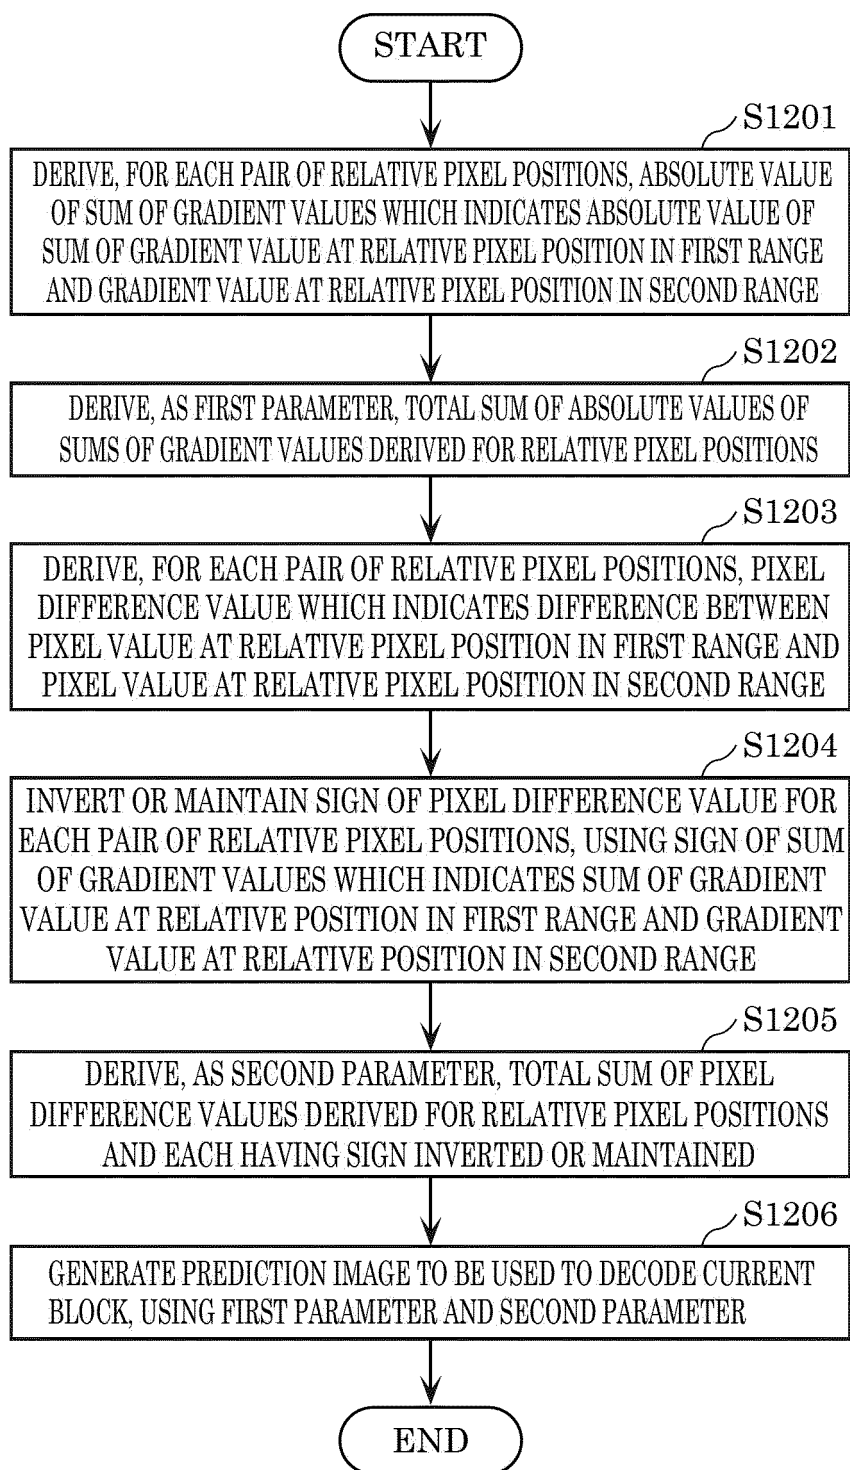 START
S1201
DERIVE, FOR EACH PAIR OF RELATIVE PIXEL POSITIONS, ABSOLUTE VALUE
OF SUM OF GRADIENT VALUES WHICH INDICATES ABSOLUTE VALUE OF
SUM OF GRADIENT VALUE AT RELATIVE PIXEL POSITION IN FIRST RANGE
AND GRADIENT VALUE AT RELATIVE PIXEL POSITION IN SECOND RANGE
S1202
DERIVE, AS FIRST PARAMETER, TOTAL SUM OF ABSOLUTE VALUES OF
SUMS OF GRADIENT VALUES DERIVED FOR RELATIVE PIXEL POSITIONS
S1203
DERIVE, FOR EACH PAIR OF RELATIVE PIXEL POSITIONS, PIXEL
DIFFERENCE VALUE WHICH INDICATES DIFFERENCE BETWEEN
PIXEL VALUE AT RELATIVE PIXEL POSITION IN FIRST RANGE AND
PIXEL VALUE AT RELATIVE PIXEL POSITION IN SECOND RANGE
S1204
INVERT OR MAINTAIN SIGN OF PIXEL DIFFERENCE VALUE FOR
EACH PAIR OF RELATIVE PIXEL POSITIONS, USING SIGN OF SUM
OF GRADIENT VALUES WHICH INDICATES SUM OF GRADIENT
VALUE AT RELATIVE POSITION IN FIRST RANGE AND GRADIENT
VALUE AT RELATIVE POSITION IN SECOND RANGE
S1205
DERIVE, AS SECOND PARAMETER, TOTAL SUM OF PIXEL
DIFFERENCE VALUES DERIVED FOR RELATIVE PIXEL POSITIONS
AND EACH HAVING SIGN INVERTED OR MAINTAINED
S1206
GENERATE PREDICTION IMAGE TO BE USED TO DECODE CURRENT
BLOCK, USING FIRST PARAMETER AND SECOND PARAMETER
END